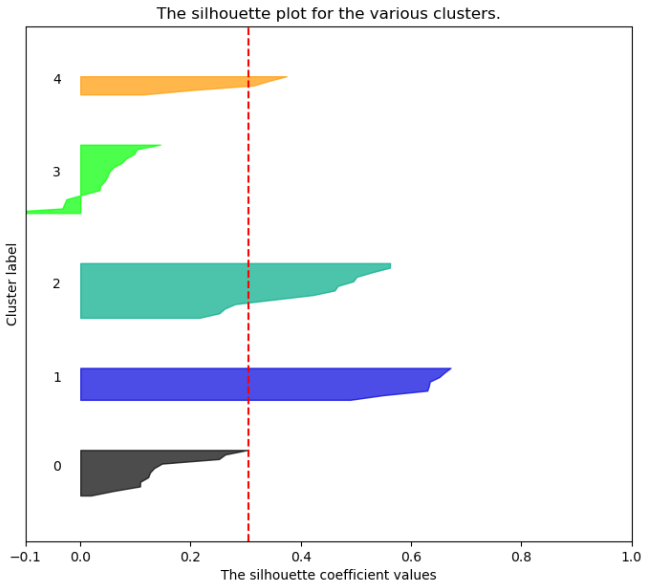 The silhouette plot for the various clusters.
4
3
2
1
0
Cluster label
−0.1 0.0 0.2 0.4 0.6 0.8 1.0
The silhouette coefficient values